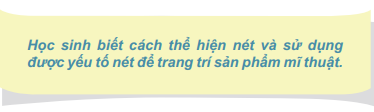 Học sinh biết cách thể hiện nét và sử dụng
được yếu tố nét để trang trí sản phẩm mĩ thuật.